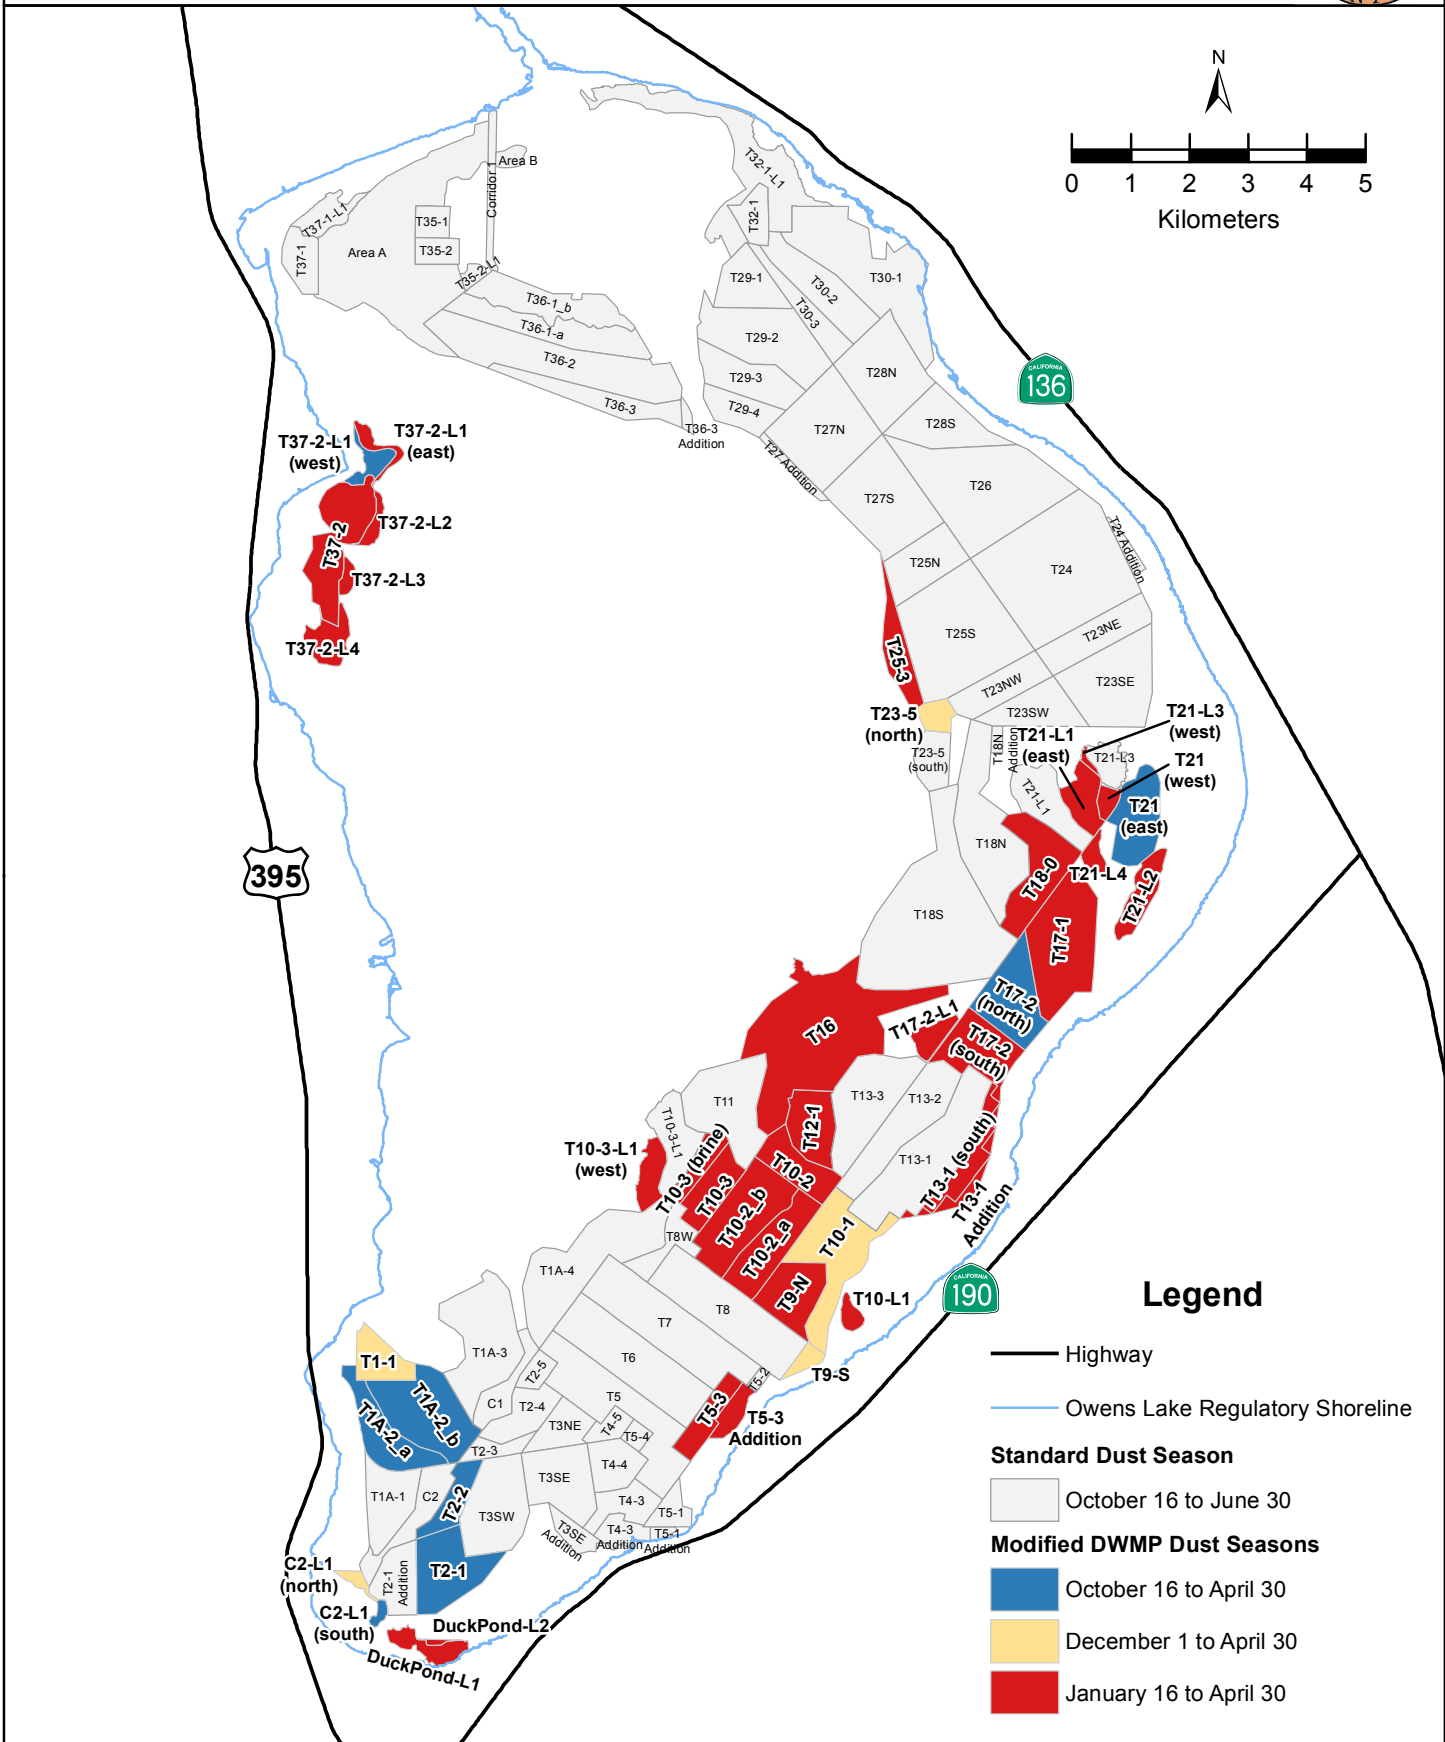 N
0 1 2 3 4 5
Kilometers
T32-1-L1
Area B
Corridor 1
T37-1-L1
T35-1
T32-1
T37-1
Area A
T35-2
T35-2-L1
T29-1
T30-2
T30-1
T36-1_b
T30-3
T36-1-a
T29-2
T36-2
T28N
T29-3
CALIFORNIA
136
T36-3
T29-4
T36-3
Addition
T27N
T28S
T37-2-L1
(west)
T37-2-L1
(east)
T27 Addition
T27S
T26
T37-2-L2
T37-2
T24 Addition
T25N
T24
T37-2-L3
T25S
T23NE
T37-2-L4
T25-3
T23NW
T23SE
T23-5
(north)
T23SW
T21-L3
(west)
T18N
Addition
T21-L1
(east)
T23-5
(south)
T21-L3
T21
(west)
T21-L1
T21
(east)
T18N
395
T18-0
T21-L4
T21-L2
T18S
T17-1
T17-2
(north)
T16
T17-2-L1
T17-2
(south)
T11
T13-3
T13-2
T10-3-L1
T12-1
T10-3-L1
(west)
T10-3 (brine)
T13-1
T13-1 (south)
T10-2
T10-3
T10-2_b
T13-1
Addition
T8W
T10-2_a
T10-1
T1A-4
T9-N
T10-L1
CALIFORNIA
190
T8
T7
T1A-3
T6
T1-1
T2-5
T5-2
T9-S
T1A-2_a
T1A-2_b
C1
T2-4
T5
T5-3
T5-3
Addition
T3NE
T4-5
T5-4
T2-3
T4-4
T3SE
T1A-1
C2
T2-2
T3SW
T4-3
T5-1
T3SE
Addition
T4-3
Addition
T5-1
Addition
C2-L1
(north)
T2-1
Addition
T2-1
C2-L1
(south)
DuckPond-L2
DuckPond-L1
Legend
Highway
Owens Lake Regulatory Shoreline
Standard Dust Season
October 16 to June 30
Modified DWMP Dust Seasons
October 16 to April 30
December 1 to April 30
January 16 to April 30